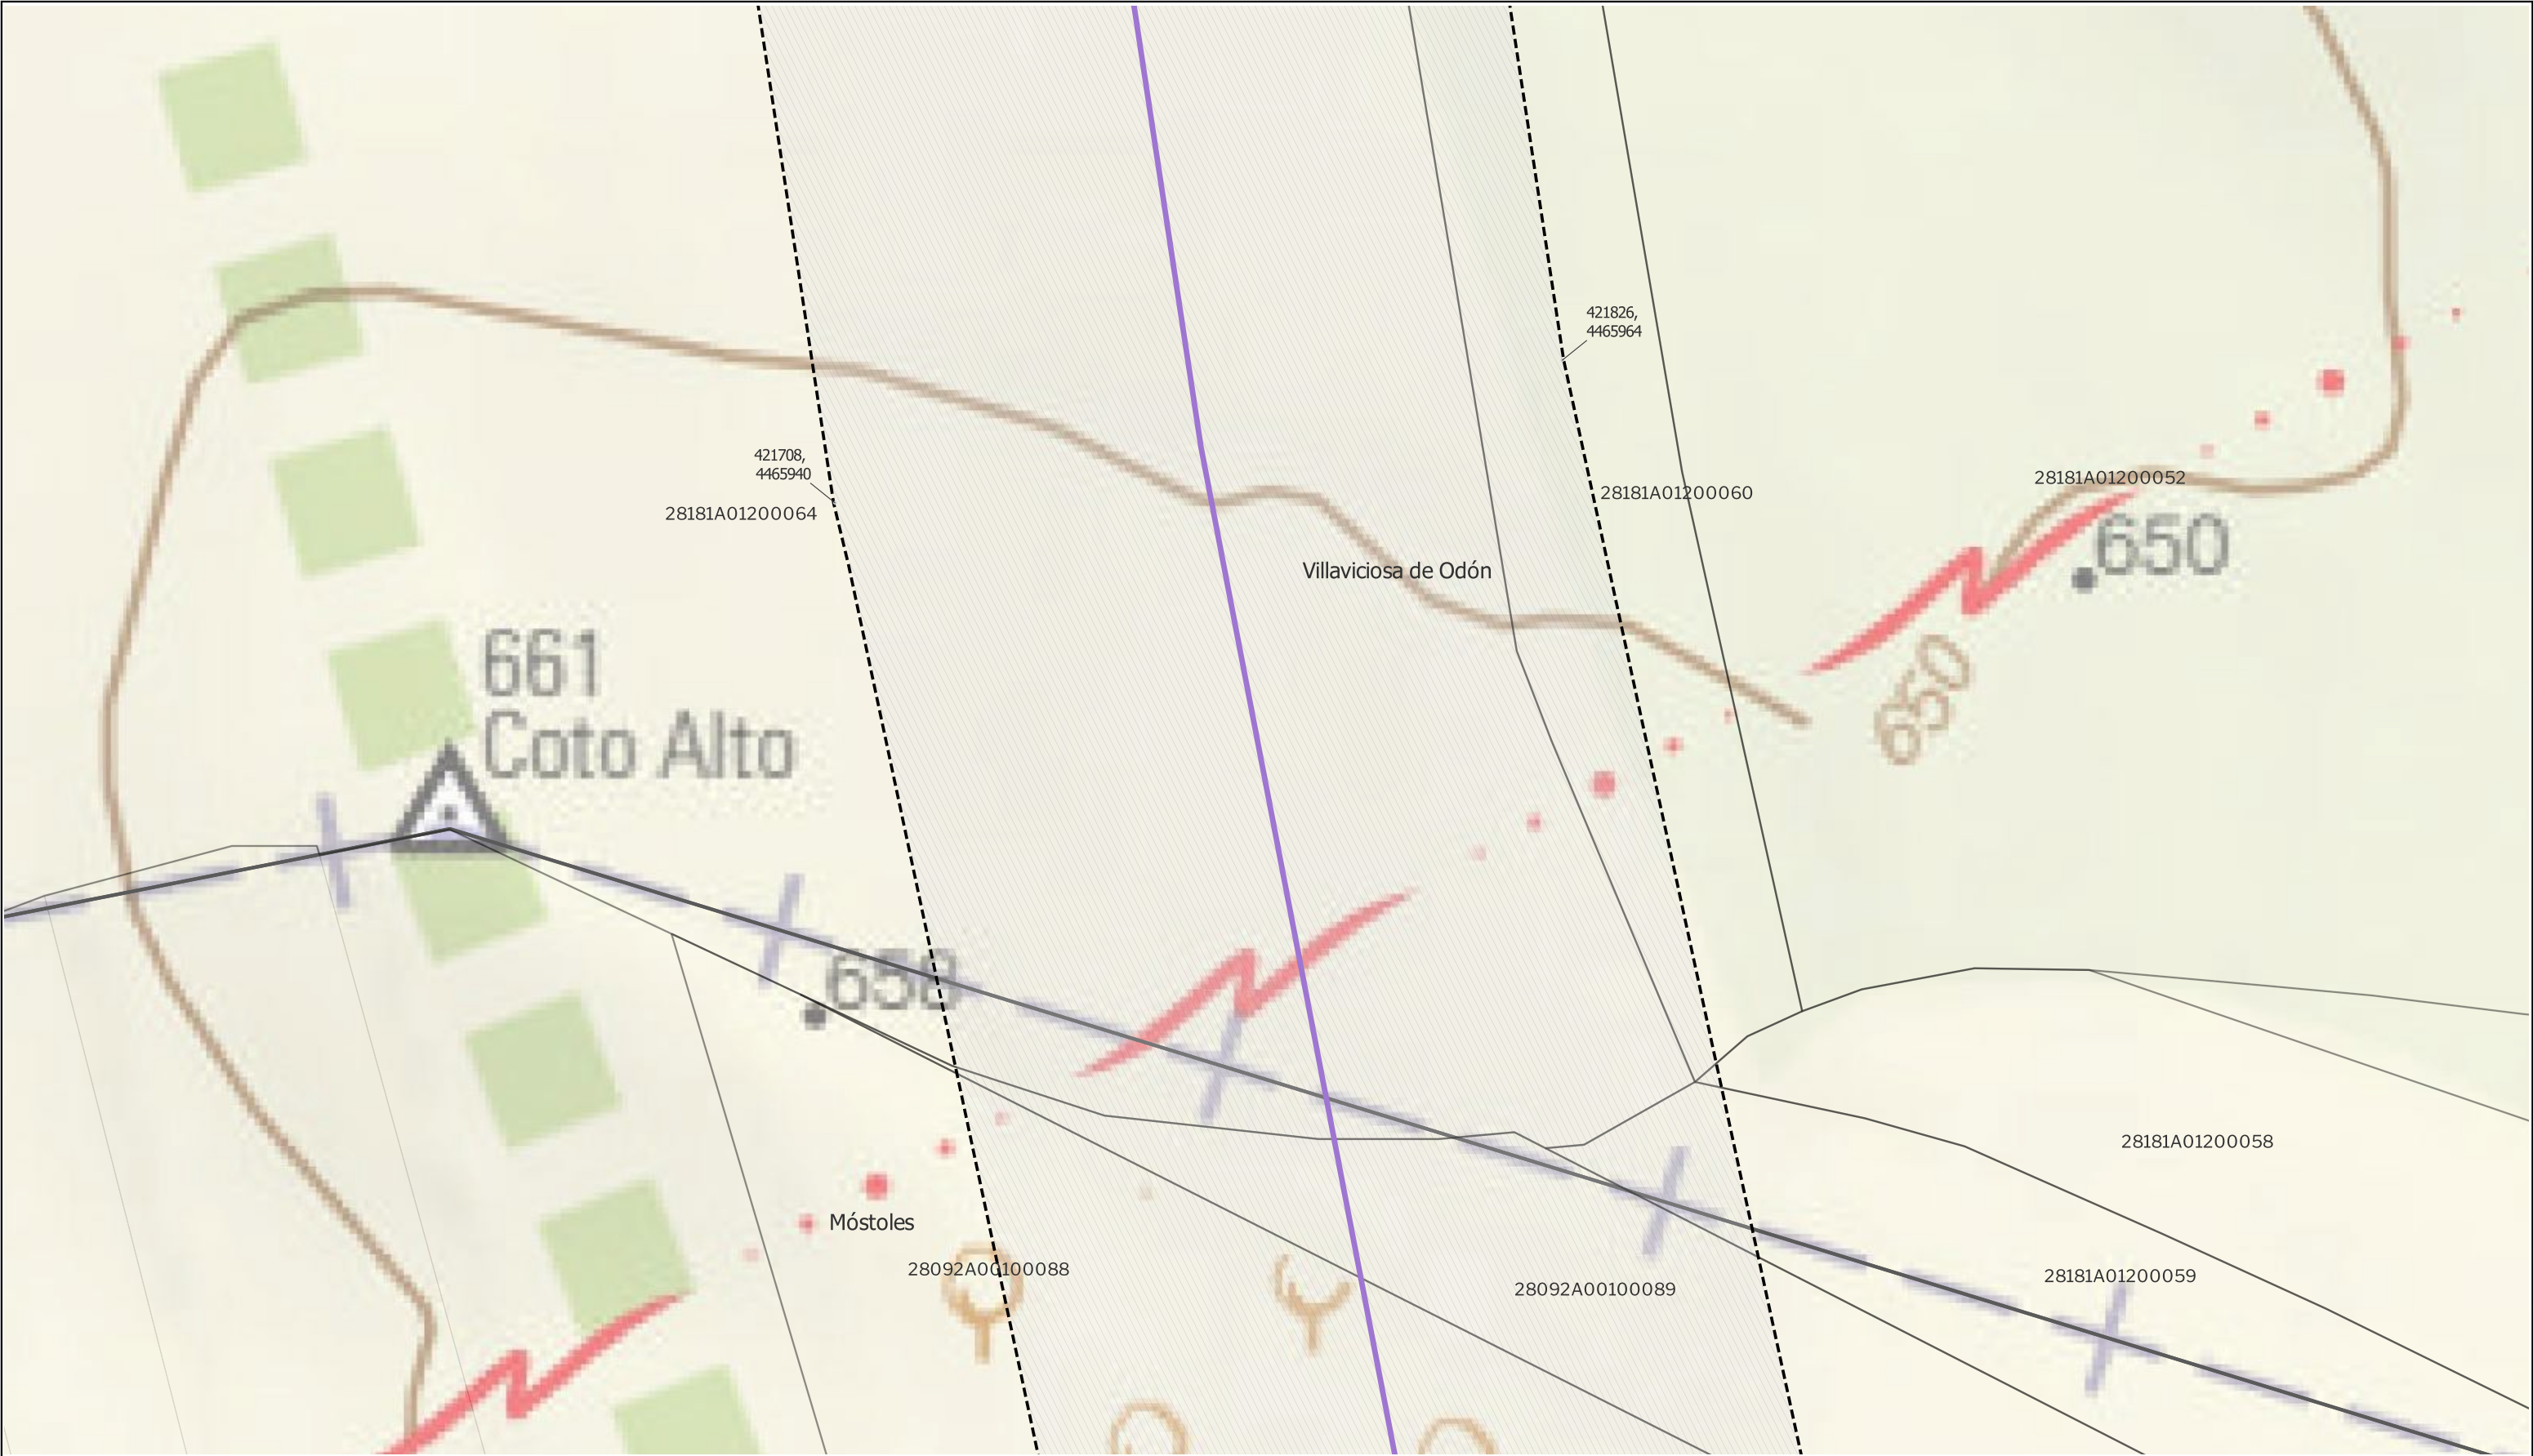 421826,
4465964
421708,
4465940
28181A01200064
28181A01200060
28181A01200052
650
Villaviciosa de Odón
661
Coto Alto
650
658
28181A01200058
Móstoles
28092A00100088
28092A00100089
28181A01200059